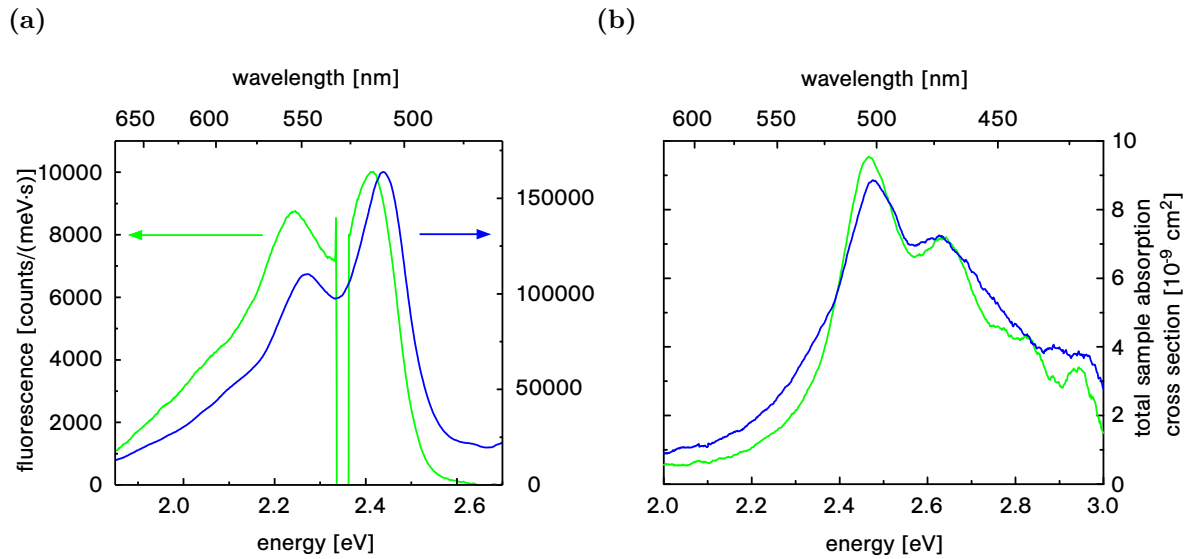 (a)
(b)
wavelength [nm]
650 600 550 500
fluorescence [counts/(meV·s)]
10000
8000
6000
4000
2000
0
150000
100000
50000
0
2.0 2.2 2.4 2.6
energy [eV]
wavelength [nm]
600 550 500 450
10
8
6
4
2
0
total sample absorption
cross section [10⁻⁹ cm²]
2.0 2.2 2.4 2.6 2.8 3.0
energy [eV]